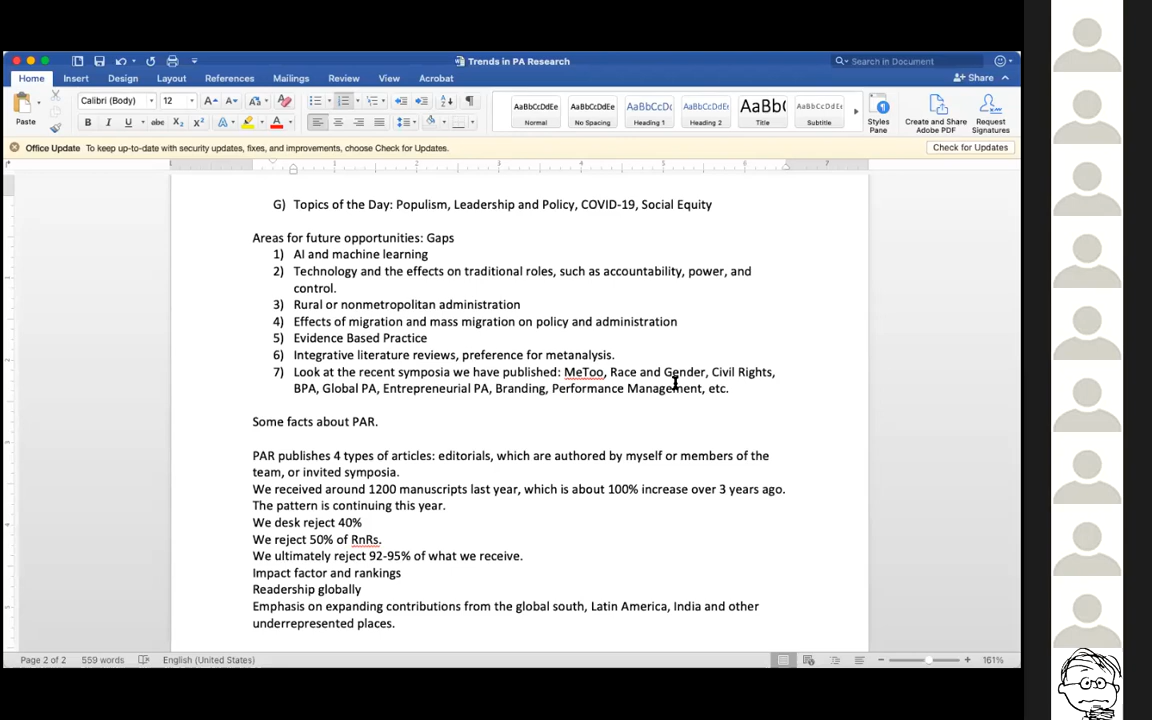 Trends in PA Research
Search in Document
Home Insert Design Layout References Mailings Review View Acrobat
Share
Calibri (Body) 12
Paste
B I U abc X₂ X²
AaBbCcDdEe AaBbCcDdEe AaBbCcDc AaBbCcDdEe AaBb( AaBbCcDdEe
Normal No Spacing Heading 1 Heading 2 Title Subtitle
Styles Pane
Create and Share Adobe PDF
Request Signatures
Office Update To keep up-to-date with security updates, fixes, and improvements, choose Check for Updates.
Check for Updates
G) Topics of the Day: Populism, Leadership and Policy, COVID-19, Social Equity
Areas for future opportunities: Gaps
1) AI and machine learning
2) Technology and the effects on traditional roles, such as accountability, power, and
control.
3) Rural or nonmetropolitan administration
4) Effects of migration and mass migration on policy and administration
5) Evidence Based Practice
6) Integrative literature reviews, preference for metanalysis.
7) Look at the recent symposia we have published: MeToo, Race and Gender, Civil Rights,
BPA, Global PA, Entrepreneurial PA, Branding, Performance Management, etc.
Some facts about PAR.
PAR publishes 4 types of articles: editorials, which are authored by myself or members of the
team, or invited symposia.
We received around 1200 manuscripts last year, which is about 100% increase over 3 years ago.
The pattern is continuing this year.
We desk reject 40%
We reject 50% of RnRs.
We ultimately reject 92-95% of what we receive.
Impact factor and rankings
Readership globally
Emphasis on expanding contributions from the global south, Latin America, India and other
underrepresented places.
Page 2 of 2 559 words English (United States) 161%